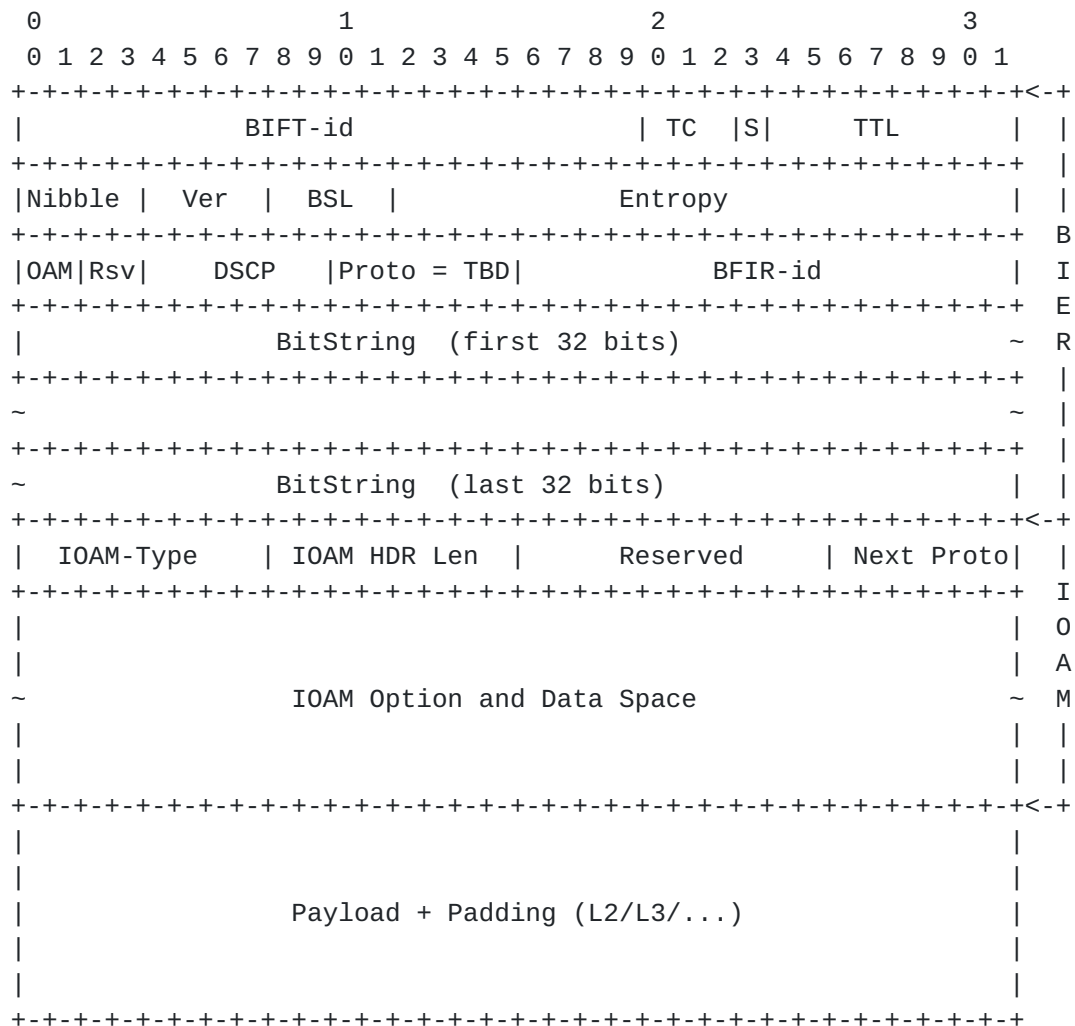 0                   1                   2                   3
 0 1 2 3 4 5 6 7 8 9 0 1 2 3 4 5 6 7 8 9 0 1 2 3 4 5 6 7 8 9 0 1
+-+-+-+-+-+-+-+-+-+-+-+-+-+-+-+-+-+-+-+-+-+-+-+-+-+-+-+-+-+-+-+-+<-+
|              BIFT-id                  | TC  |S|     TTL       |  |
+-+-+-+-+-+-+-+-+-+-+-+-+-+-+-+-+-+-+-+-+-+-+-+-+-+-+-+-+-+-+-+-+  |
|Nibble |  Ver  |  BSL  |              Entropy                  |  |
+-+-+-+-+-+-+-+-+-+-+-+-+-+-+-+-+-+-+-+-+-+-+-+-+-+-+-+-+-+-+-+-+  B
|OAM|Rsv|    DSCP   |Proto = TBD|            BFIR-id            |  I
+-+-+-+-+-+-+-+-+-+-+-+-+-+-+-+-+-+-+-+-+-+-+-+-+-+-+-+-+-+-+-+-+  E
|                BitString  (first 32 bits)                     ~  R
+-+-+-+-+-+-+-+-+-+-+-+-+-+-+-+-+-+-+-+-+-+-+-+-+-+-+-+-+-+-+-+-+  |
~                                                               ~  |
+-+-+-+-+-+-+-+-+-+-+-+-+-+-+-+-+-+-+-+-+-+-+-+-+-+-+-+-+-+-+-+-+  |
~                BitString  (last 32 bits)                      |  |
+-+-+-+-+-+-+-+-+-+-+-+-+-+-+-+-+-+-+-+-+-+-+-+-+-+-+-+-+-+-+-+-+<-+
|  IOAM-Type    | IOAM HDR Len  |      Reserved     | Next Proto|  |
+-+-+-+-+-+-+-+-+-+-+-+-+-+-+-+-+-+-+-+-+-+-+-+-+-+-+-+-+-+-+-+-+  I
|                                                               |  O
|                                                               |  A
~                 IOAM Option and Data Space                    ~  M
|                                                               |  |
|                                                               |  |
+-+-+-+-+-+-+-+-+-+-+-+-+-+-+-+-+-+-+-+-+-+-+-+-+-+-+-+-+-+-+-+-+<-+
|                                                               |
|                                                               |
|                 Payload + Padding (L2/L3/...)                 |
|                                                               |
|                                                               |
+-+-+-+-+-+-+-+-+-+-+-+-+-+-+-+-+-+-+-+-+-+-+-+-+-+-+-+-+-+-+-+-+